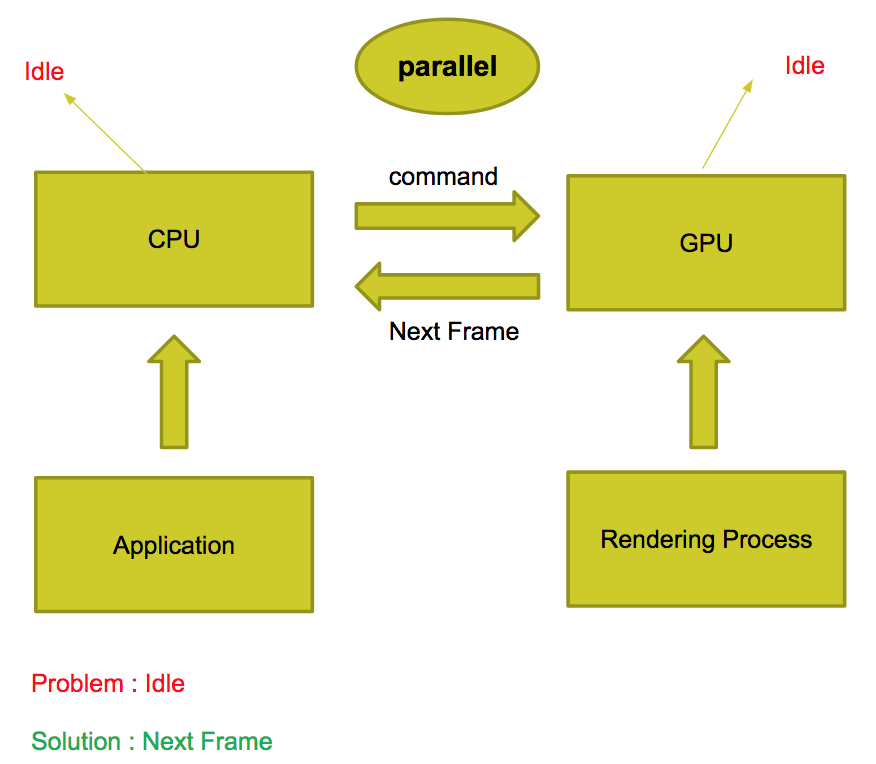 parallel
Idle
Idle
command
CPU
GPU
Next Frame
Application
Rendering Process
Problem : Idle
Solution : Next Frame